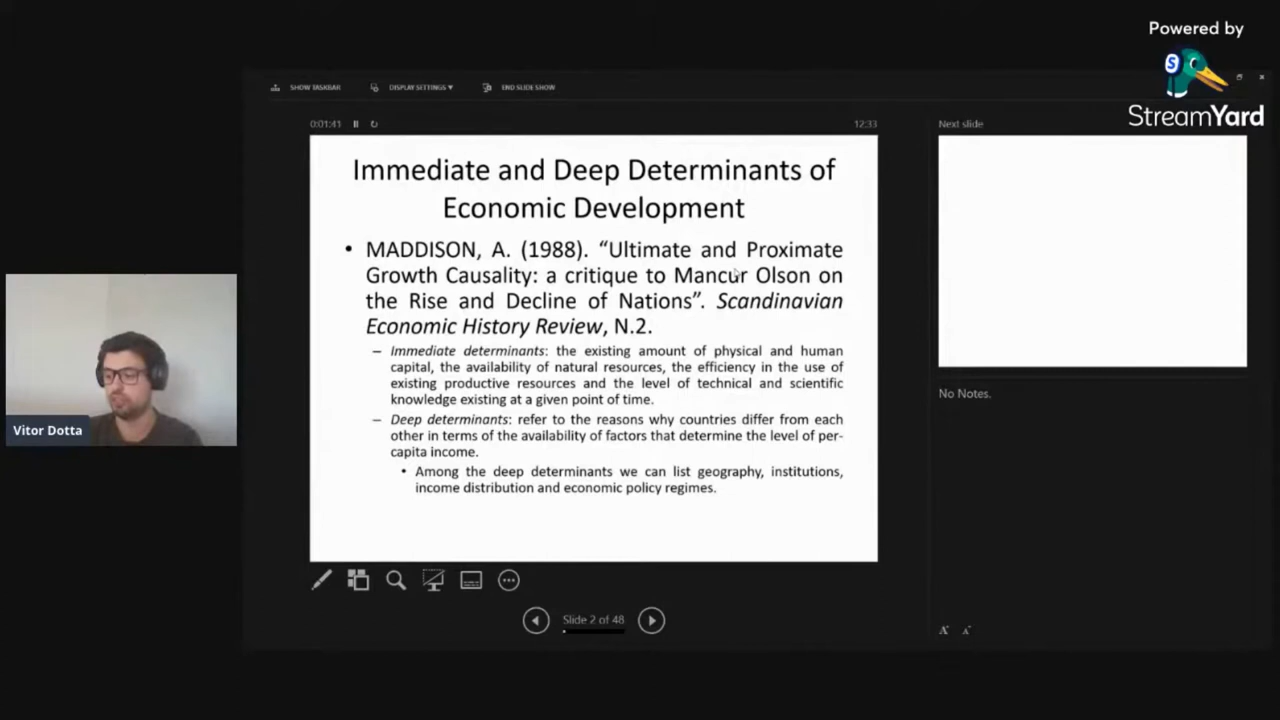 Powered by
StreamYard
SHOW TASKBAR
DISPLAY SETTINGS ▼
END SLIDE SHOW
0:01:41
12:33
Next slide
Immediate and Deep Determinants of
Economic Development
• MADDISON, A. (1988). “Ultimate and Proximate
Growth Causality: a critique to Mancur Olson on
the Rise and Decline of Nations”. Scandinavian
Economic History Review, N.2.
– Immediate determinants: the existing amount of physical and human
capital, the availability of natural resources, the efficiency in the use of
existing productive resources and the level of technical and scientific
knowledge existing at a given point of time.
– Deep determinants: refer to the reasons why countries differ from each
other in terms of the availability of factors that determine the level of per-
capita income.
• Among the deep determinants we can list geography, institutions,
income distribution and economic policy regimes.
No Notes.
Vitor Dotta
Slide 2 of 48
A A